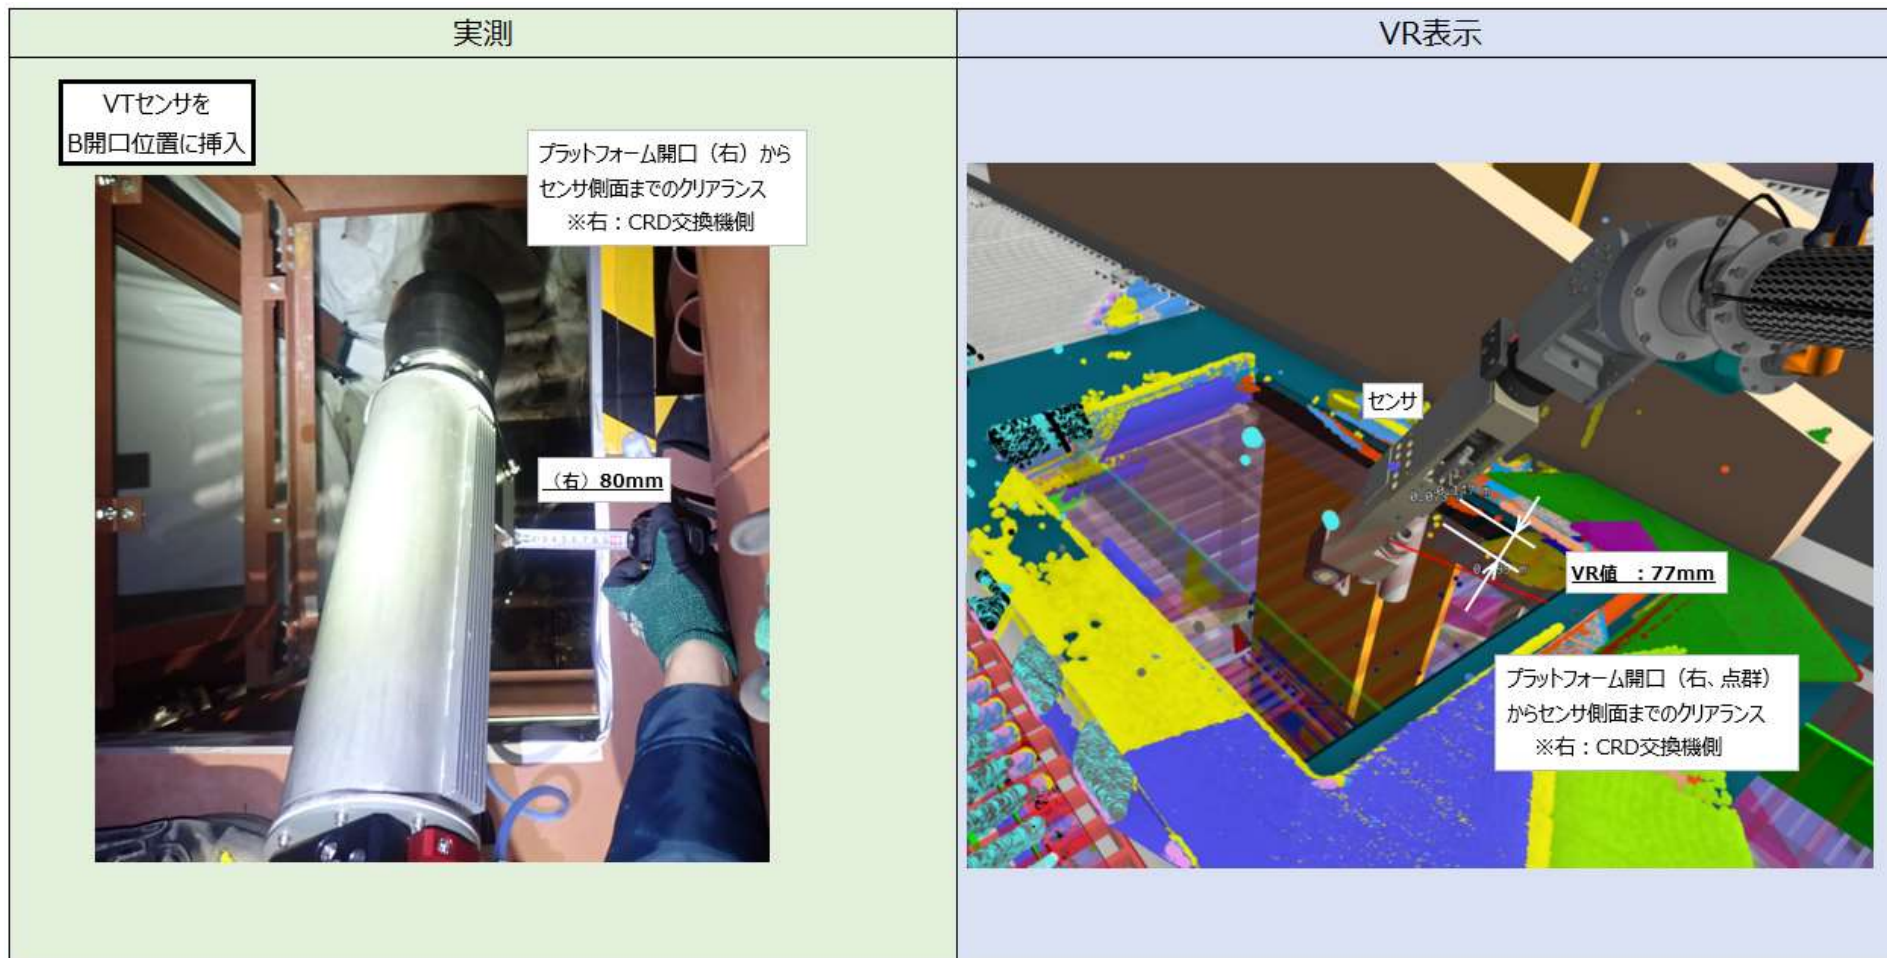 実測
VR表示
VTセンサを
B開口位置に挿入
プラットフォーム開口（右）から
センサ側面までのクリアランス
※右：CRD交換機側
（右）80mm
センサ
VR値　：77mm
プラットフォーム開口（右、点群）
からセンサ側面までのクリアランス
※右：CRD交換機側